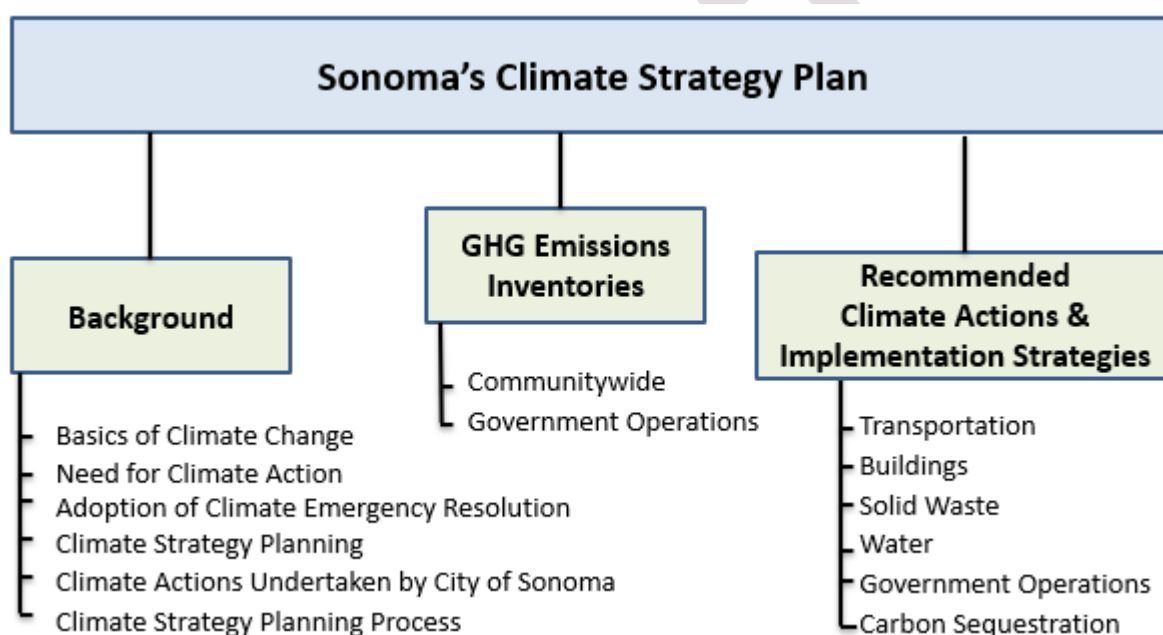 Sonoma’s Climate Strategy Plan
Background
Basics of Climate Change
Need for Climate Action
Adoption of Climate Emergency Resolution
Climate Strategy Planning
Climate Actions Undertaken by City of Sonoma
Climate Strategy Planning Process
GHG Emissions
Inventories
Communitywide
Government Operations
Recommended
Climate Actions &
Implementation Strategies
Transportation
Buildings
Solid Waste
Water
Government Operations
Carbon Sequestration